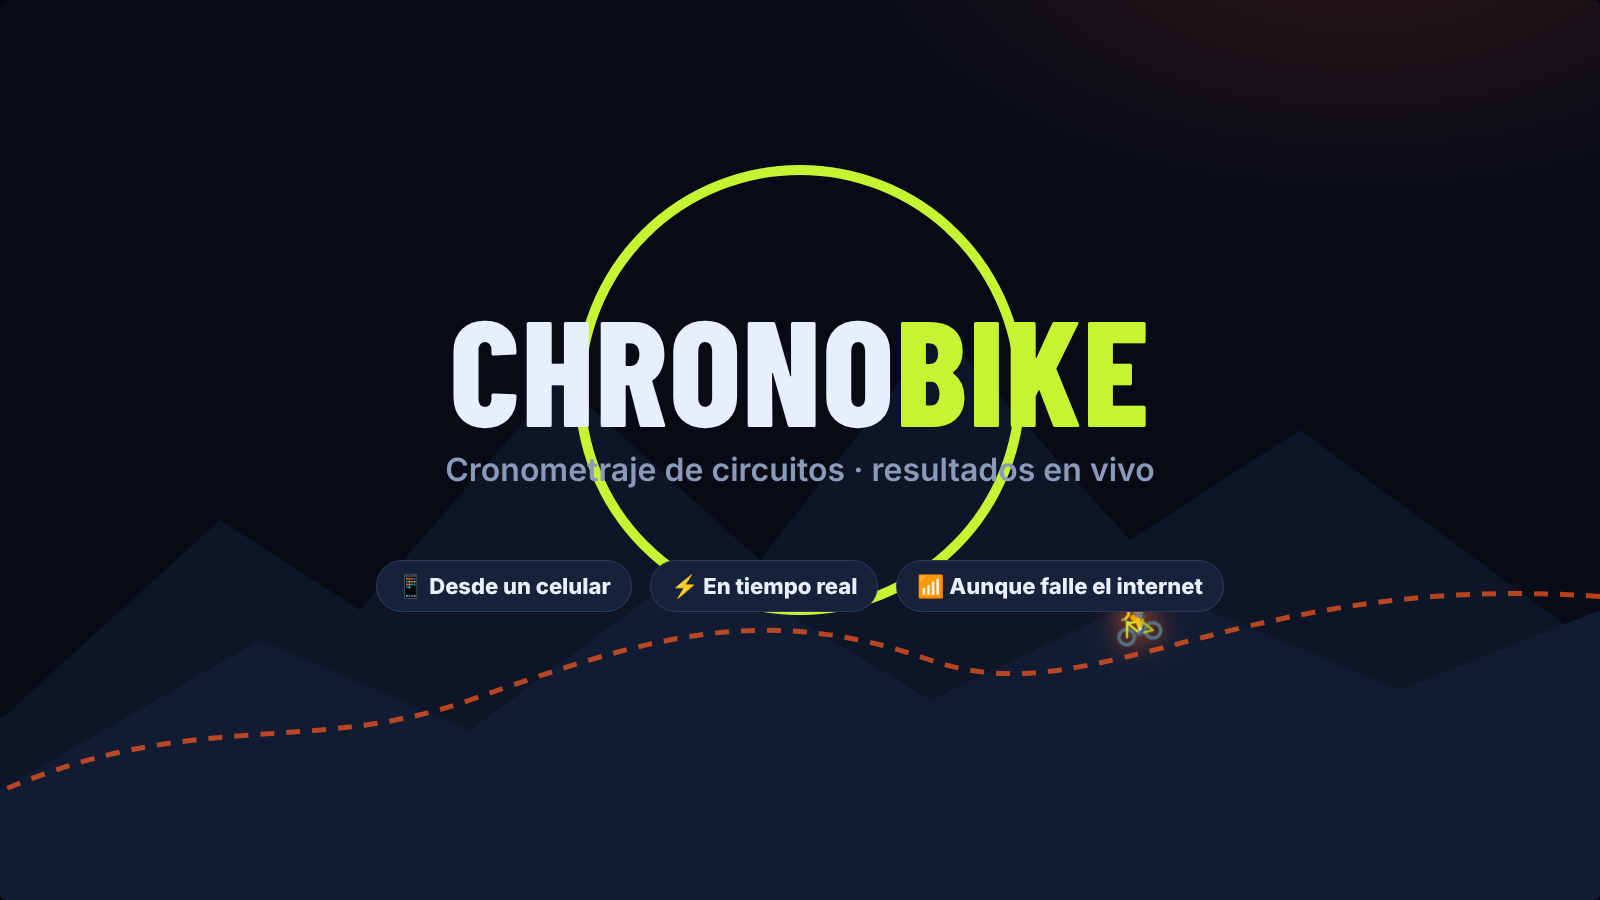 CHRONOBIKE
Cronometraje de circuitos · resultados en vivo
📱 Desde un celular
⚡ En tiempo real
📶 Aunque falle el internet